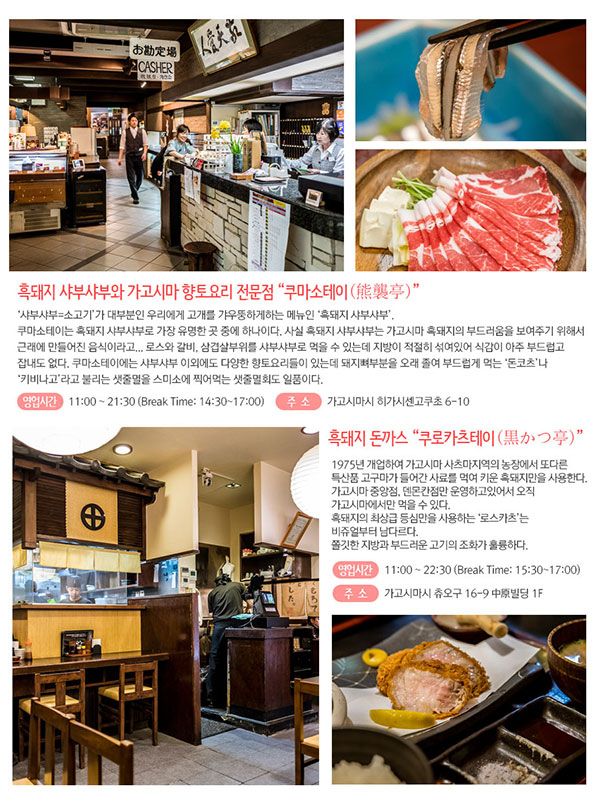 お勘定場
CASHER
흑돼지 샤부샤부와 가고시마 향토요리 전문점 “쿠마소테이(熊襲亭)”
‘샤부샤부=소고기’가 대부분인 우리에게 고개를 갸우뚱하게하는 메뉴인 ‘흑돼지 샤부샤부’.
쿠마소테이는 흑돼지 샤부샤부로 가장 유명한 곳 중에 하나이다. 사실 흑돼지 샤부샤부는 가고시마 흑돼지의 부드러움을 보여주기 위해서
근래에 만들어진 음식이라고... 로스와 갈비, 삼겹살부위를 샤부샤부로 먹을 수 있는데 지방이 적절히 섞여있어 식감이 아주 부드럽고
잡내도 없다. 쿠마소테이에는 샤부샤부 이외에도 다양한 향토요리들이 있는데 돼지뼈부분을 오래 졸여 부드럽게 먹는 ‘돈코츠’나
‘키비나고’라고 불리는 샛줄멸을 스미소에 찍어먹는 샛줄멸회도 일품이다.
영업시간 11:00 ~ 21:30 (Break Time: 14:30~17:00) 주 소 가고시마시 히가시센고쿠초 6-10
흑돼지 돈까스 “쿠로카츠테이(黒かつ亭)”
1975년 개업하여 가고시마 사츠마지역의 농장에서 또다른
특산품 고구마가 들어간 사료를 먹여 키운 흑돼지만을 사용한다.
가고시마 중앙점, 덴몬칸점만 운영하고있어서 오직
가고시마에서만 먹을 수 있다.
흑돼지의 최상급 등심만을 사용하는 ‘로스카츠’는
비쥬얼부터 남다르다.
쫄깃한 지방과 부드러운 고기의 조화가 훌륭하다.
영업시간 11:00 ~ 22:30 (Break Time: 15:30~17:00)
주 소 가고시마시 츄오구 16-9 中原빌딩 1F